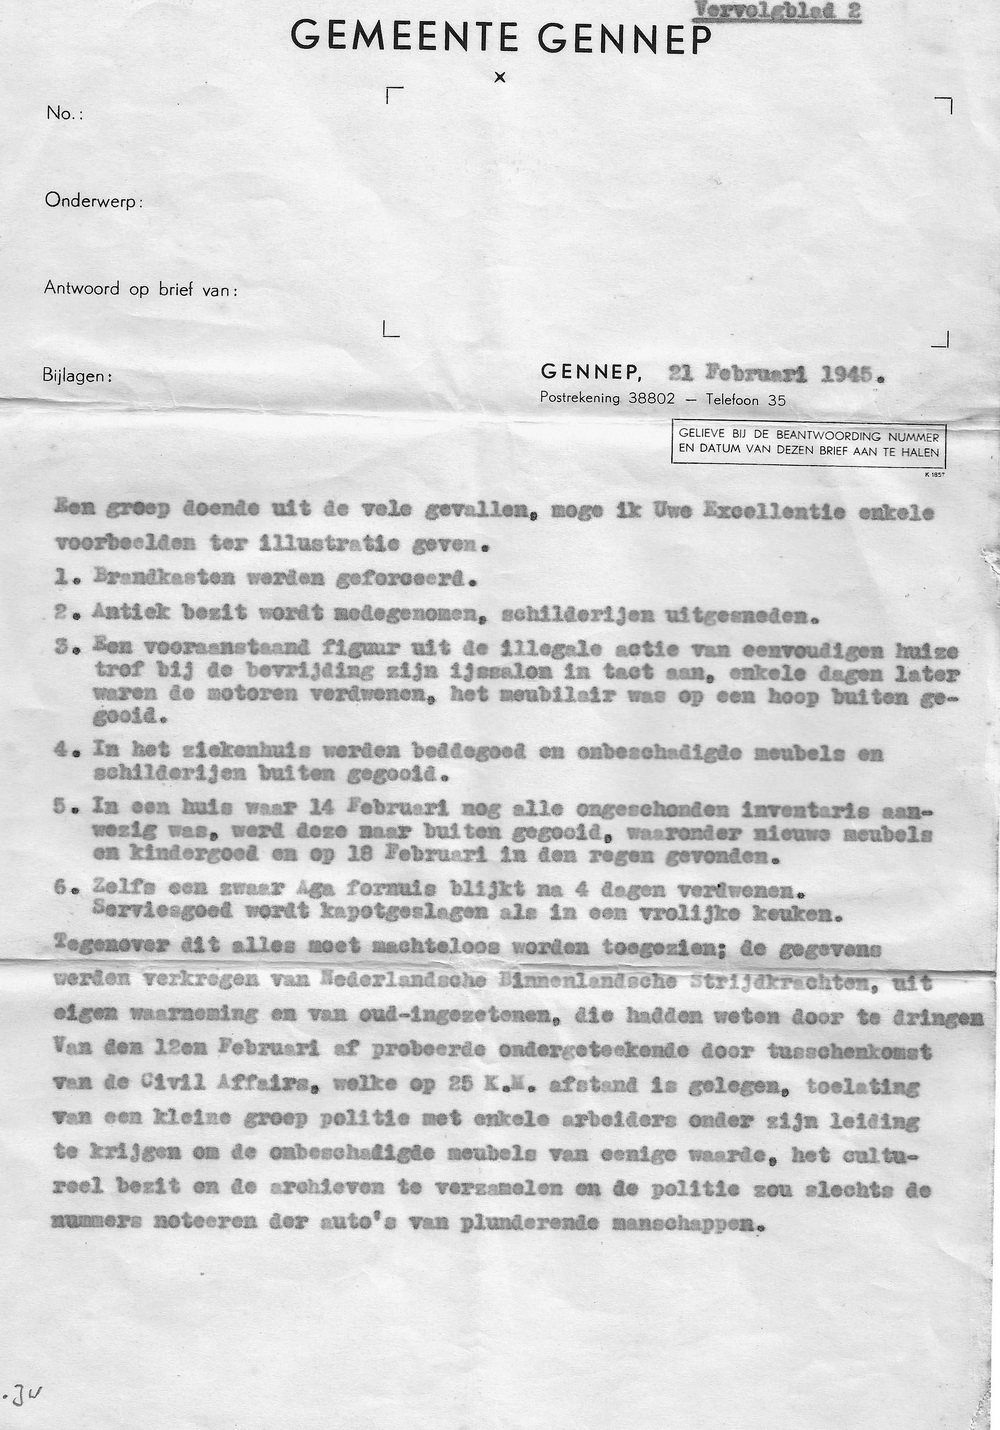 Vervolgblad 2
GEMEENTE GENNEP
x
No.:
Onderwerp:
Antwoord op brief van:
Bijlagen:
GENNEP, 21 Februari 1945.
Postrekening 38802 — Telefoon 35
GELIEVE BIJ DE BEANTWOORDING NUMMER
EN DATUM VAN DEZEN BRIEF AAN TE HALEN
K 1857
Een groep doende uit de vele gevallen, moge ik Uwe Excellentie enkele
voorbeelden ter illustratie geven.
1. Brandkasten werden geforceerd.
2. Antiek bezit wordt medegenomen, schilderijen uitgesneden.
3. Een vooraanstaand figuur uit de illegale actie van eenvoudigen huize
tref bij de bevrijding zijn ijssalon in tact aan, enkele dagen later
waren de motoren verdwenen, het meubilair was op een hoop buiten ge-
gooid.
4. In het ziekenhuis werden beddegoed en onbeschadigde meubels en
schilderijen buiten gegooid.
5. In een huis waar 14 Februari nog alle ongeschonden inventaris aan-
wezig was, werd deze naar buiten gegooid, waaronder nieuwe meubels
en kindergoed en op 18 Februari in den regen gevonden.
6. Zelfs een zwaar Aga fornuis blijkt na 4 dagen verdwenen.
Serviesgoed wordt kapotgeslagen als in een vrolijke keuken.
Tegenover dit alles moet machteloos worden toegezien; de gegevens
werden verkregen van Nederlandsche Binnenlandsche Strijdkrachten, uit
eigen waarneming en van oud-ingezetenen, die hadden weten door te dringen
Van den 12en Februari af probeerde ondergeteekende door tusschenkomst
van de Civil Affairs, welke op 25 K.M. afstand is gelegen, toelating
van een kleine groep politie met enkele arbeiders onder zijn leiding
te krijgen om de onbeschadigde meubels van eenige waarde, het cultu-
reel bezit en de archieven te verzamelen en de politie zou slechts de
nummers noteeren der auto's van plunderende manschappen.